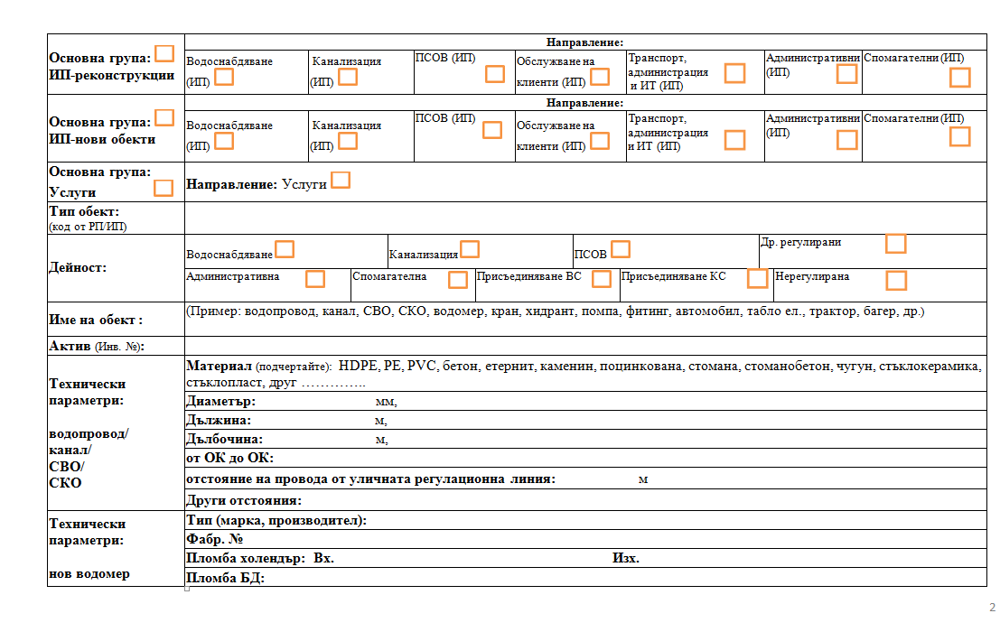 Основна група:
ИП-реконструкции
Направление:
Водоснабдяване
(ИП)
Канализация
(ИП)
ПСОВ (ИП)
Обслужване на
клиенти (ИП)
Транспорт,
администрация
и ИТ (ИП)
Административни
(ИП)
Спомагателни (ИП)
Основна група:
ИП-нови обекти
Направление:
Водоснабдяване
(ИП)
Канализация
(ИП)
ПСОВ (ИП)
Обслужване на
клиенти (ИП)
Транспорт,
администрация
и ИТ (ИП)
Административни
(ИП)
Спомагателни (ИП)
Основна група:
Услуги
Направление: Услуги
Тип обект:
(код от РП/ИП)
Дейност:
Водоснабдяване
Канализация
ПСОВ
Др. регулирани
Административна
Спомагателна
Присъединяване ВС
Присъединяване КС
Нерегулирана
Име на обект :
(Пример: водопровод, канал, СВО, СКО, водомер, кран, хидрант, помпа, фитинг, автомобил, табло ел., трактор, багер, др.)
Актив (Инв. №):
Технически
параметри:
водопровод/
канал/
СВО/
СКО
Материал (подчертайте): HDPE, PE, PVC, бетон, етернит, каменин, поцинкована, стомана, стоманобетон, чугун, стъклокерамика,
стъклопласт, друг …………..
Диаметър: мм,
Дължина: м,
Дълбочина: м,
от ОК до ОК:
отстояние на провода от уличната регулационна линия: м
Други отстояния:
Технически
параметри:
нов водомер
Тип (марка, производител):
Фабр. №
Пломба холендър: Вх. Изх.
Пломба БД:
2